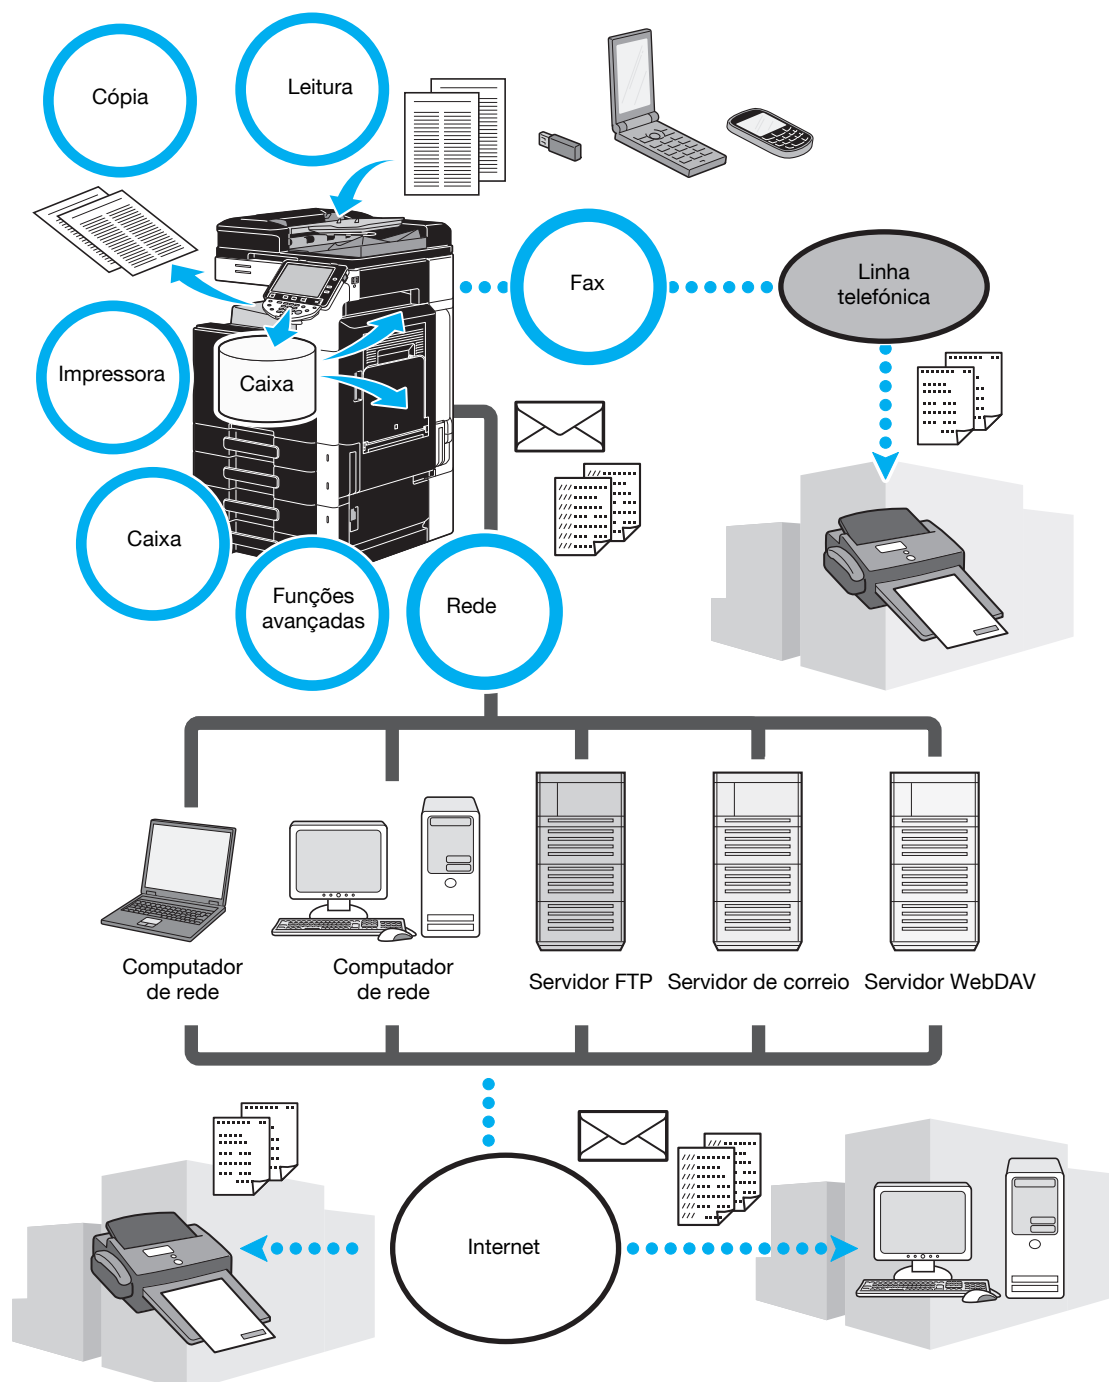 Cópia
Leitura
Fax
Linha
telefónica
Impressora
Caixa
Caixa
Funções
avançadas
Rede
Computador
de rede
Computador
de rede
Servidor FTP
Servidor de correio
Servidor WebDAV
Internet